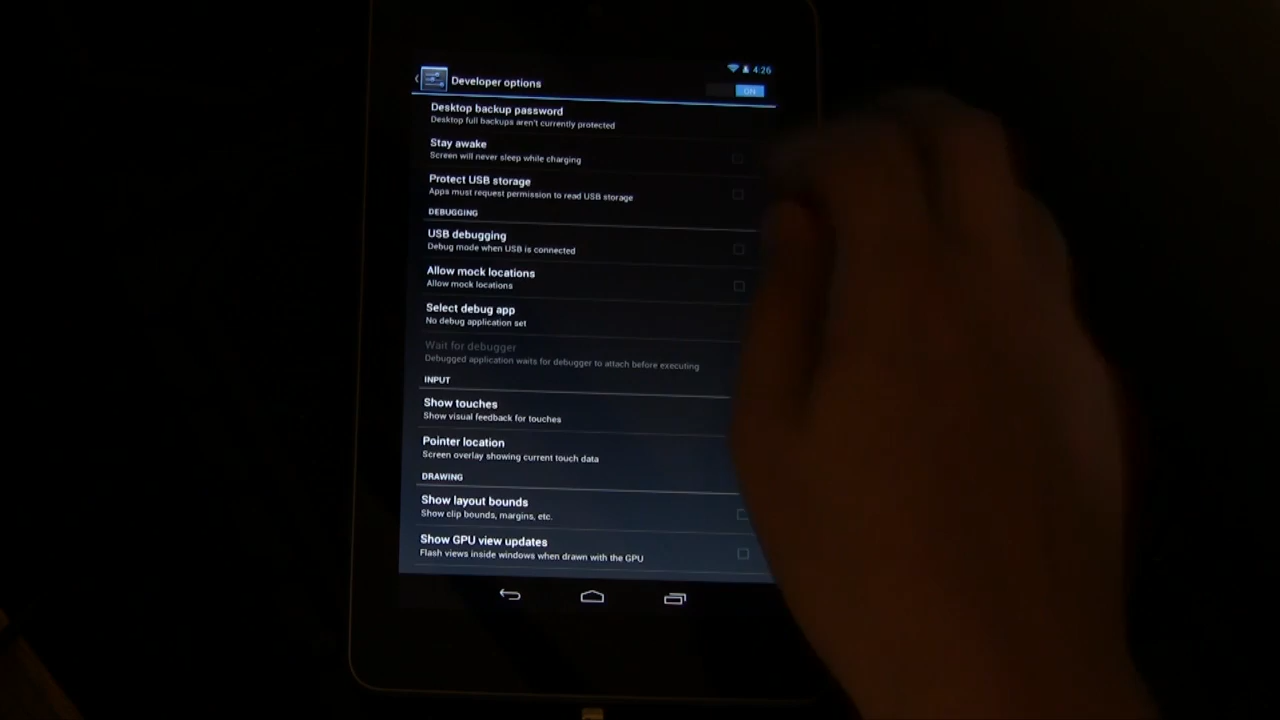 4:26
Developer options
ON
Desktop backup password
Desktop full backups aren't currently protected
Stay awake
Screen will never sleep while charging
Protect USB storage
Apps must request permission to read USB storage
DEBUGGING
USB debugging
Debug mode when USB is connected
Allow mock locations
Allow mock locations
Select debug app
No debug application set
Wait for debugger
Debugged application waits for debugger to attach before executing
INPUT
Show touches
Show visual feedback for touches
Pointer location
Screen overlay showing current touch data
DRAWING
Show layout bounds
Show clip bounds, margins, etc.
Show GPU view updates
Flash views inside windows when drawn with the GPU